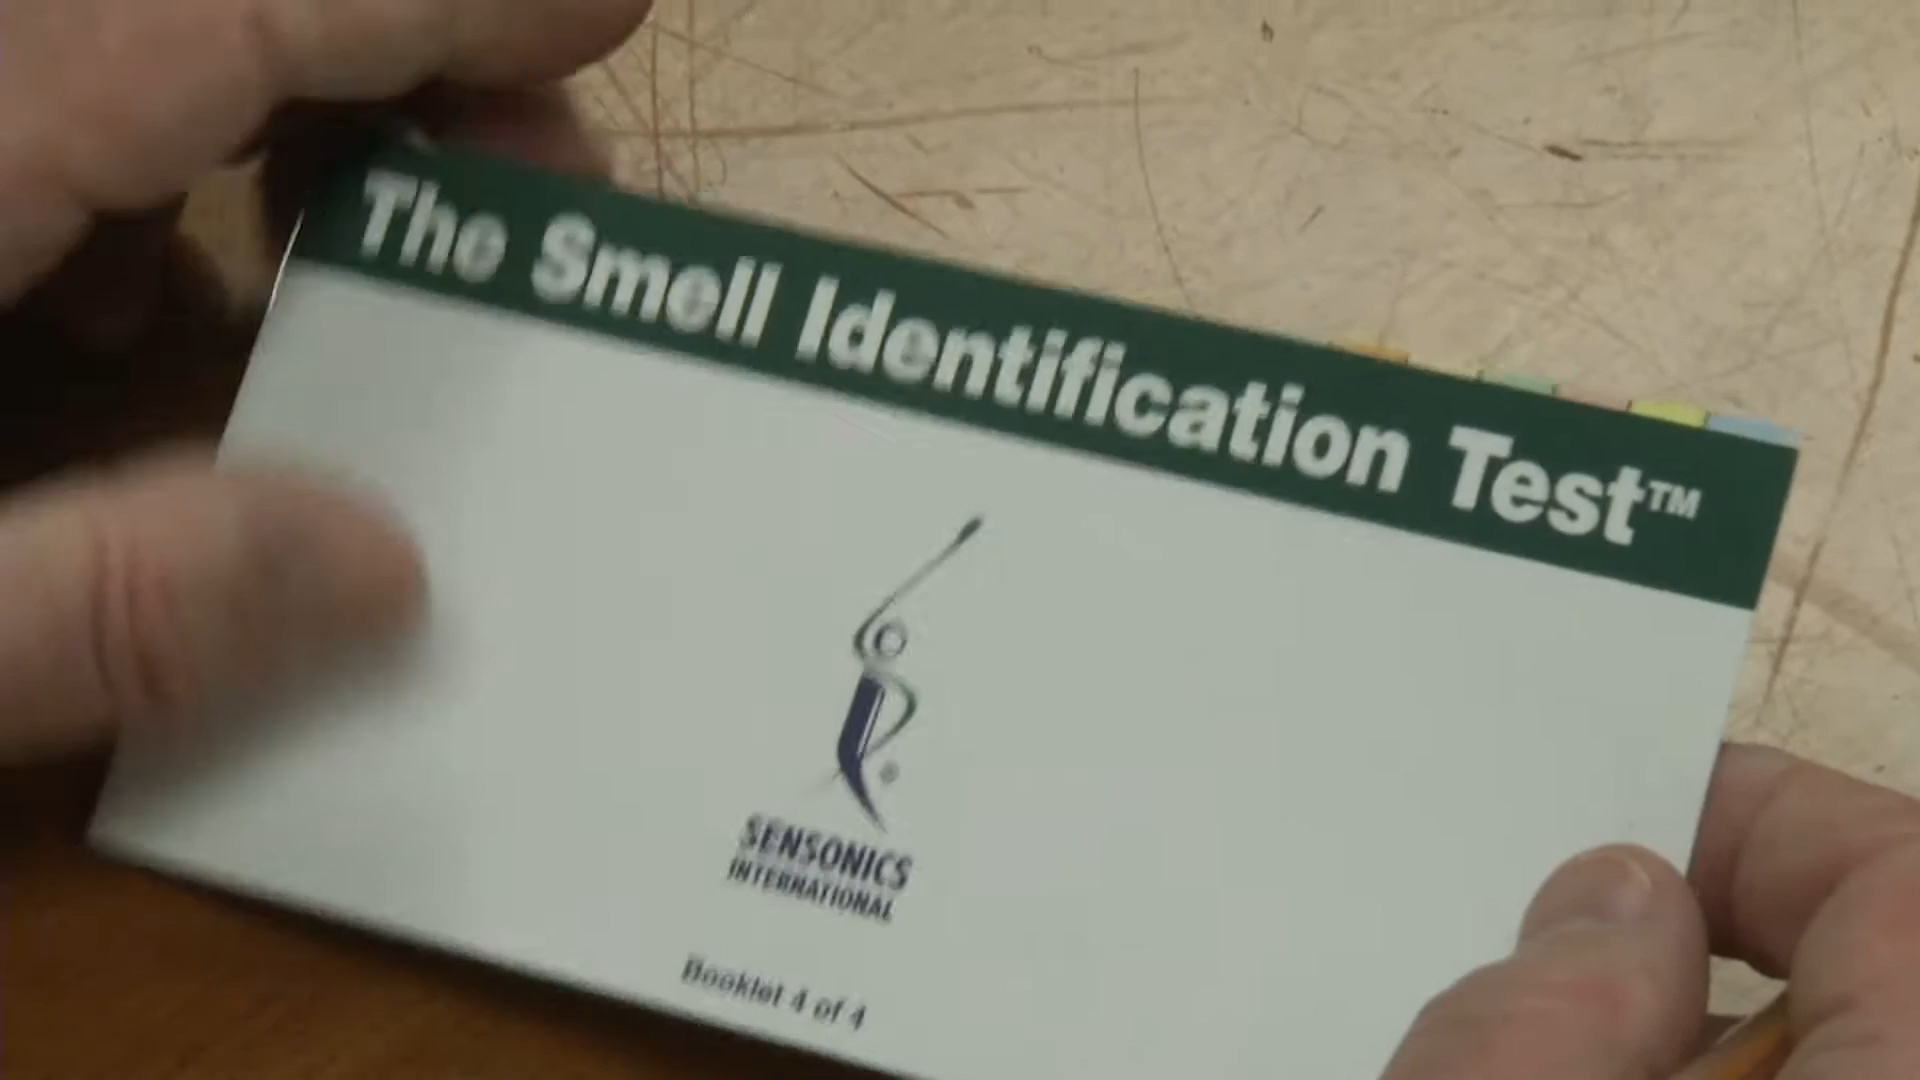 The Smell Identification Test™
®
SENSONICS
INTERNATIONAL
Booklet 4 of 4